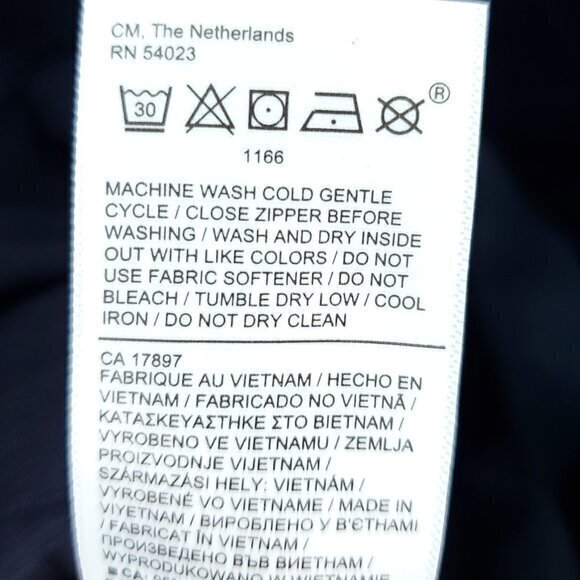 CM, The Netherlands
RN 54023
30 ®
1166
MACHINE WASH COLD GENTLE
CYCLE / CLOSE ZIPPER BEFORE
WASHING / WASH AND DRY INSIDE
OUT WITH LIKE COLORS / DO NOT
USE FABRIC SOFTENER / DO NOT
BLEACH / TUMBLE DRY LOW / COOL
IRON / DO NOT DRY CLEAN
CA 17897
FABRIQUE AU VIETNAM / HECHO EN
VIETNAM / FABRICADO NO VIETNÃ /
ΚΑΤΑΣΚΕΥΑΣΤΗΚΕ ΣΤΟ ΒΙΕΤΝΑΜ /
VYROBENO VE VIETNAMU / ZEMLJA
PROIZVODNJE VIJETNAM /
SZÁRMAZÁSI HELY: VIETNÁM /
VYROBENÉ VO VIETNAME / MADE IN
VIYETNAM / ВИРОБЛЕНО У В'ЄТНАМІ
/ FABRICAT ÎN VIETNAM /
ПРОИЗВЕДЕНО ВЪВ ВИЕТНАМ /
WYPRODUKOWANO W WIETNAMIE
CA: